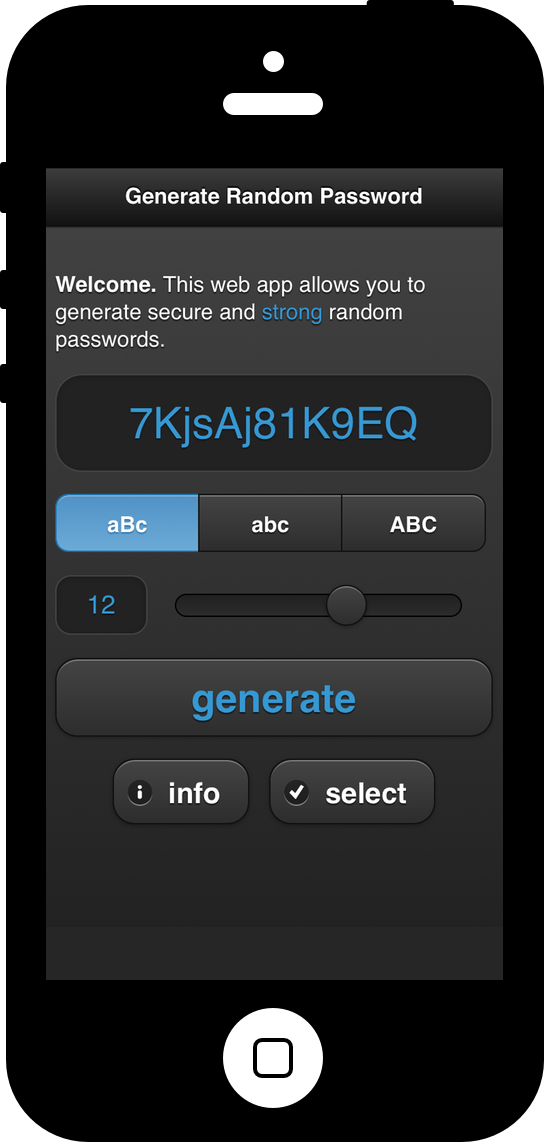 Generate Random Password
Welcome. This web app allows you to
generate secure and strong random
passwords.
7KjsAj81K9EQ
aBc abc ABC
12
generate
info select